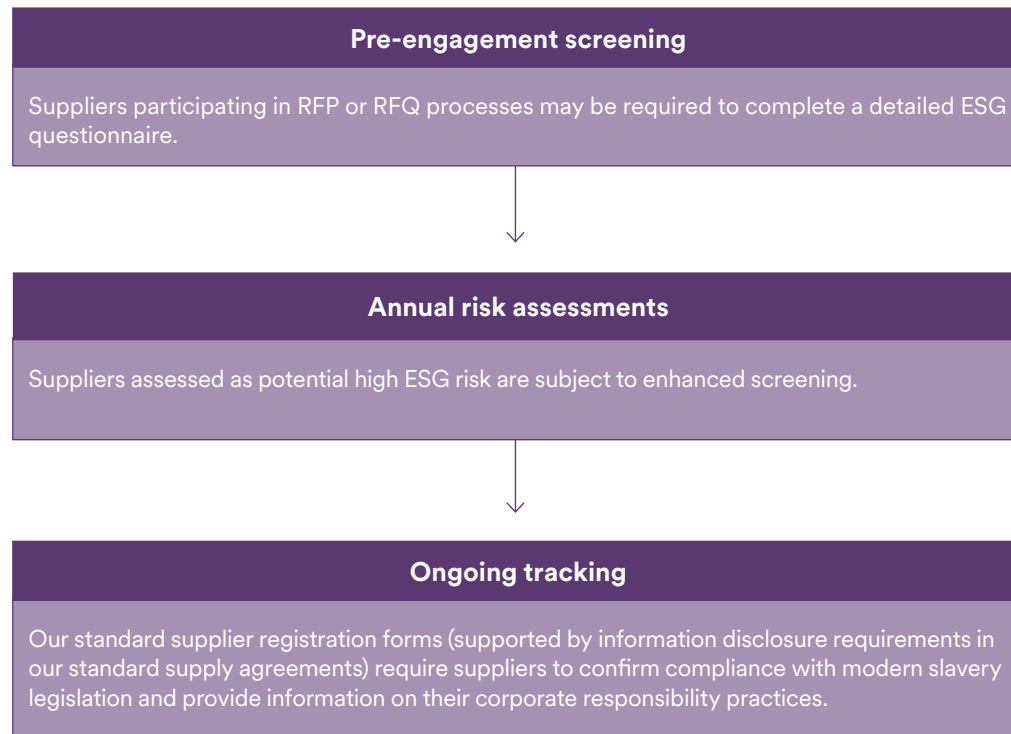 Pre-engagement screening
Suppliers participating in RFP or RFQ processes may be required to complete a detailed ESG
questionnaire.
Annual risk assessments
Suppliers assessed as potential high ESG risk are subject to enhanced screening.
Ongoing tracking
Our standard supplier registration forms (supported by information disclosure requirements in
our standard supply agreements) require suppliers to confirm compliance with modern slavery
legislation and provide information on their corporate responsibility practices.